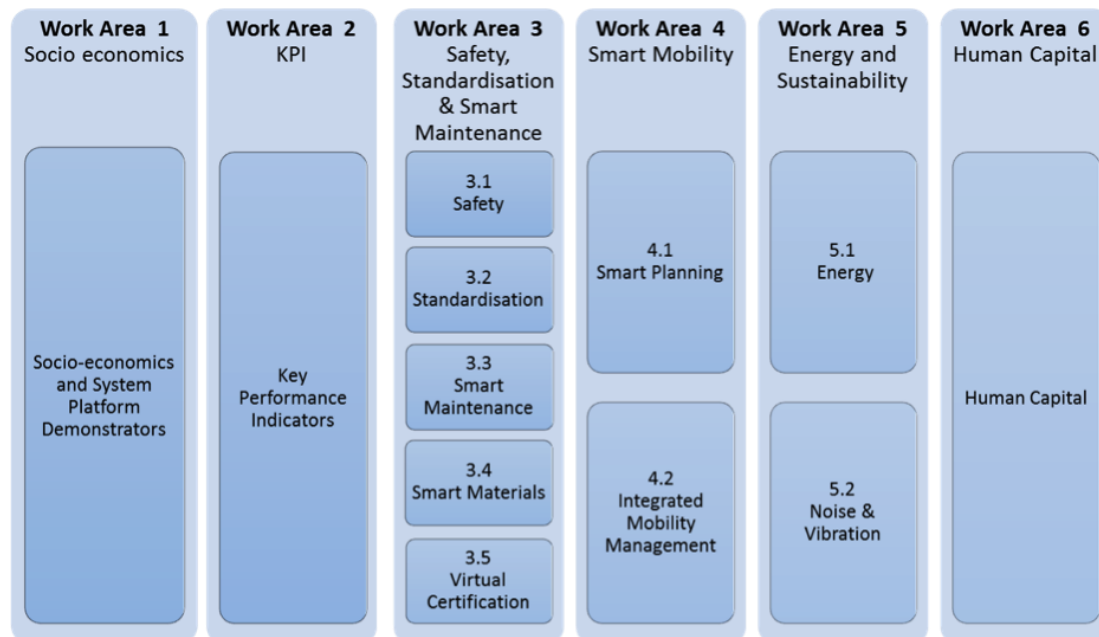 Work Area 1
Socio economics
Socio-economics
and System
Platform
Demonstrators
Work Area 2
KPI
Key
Performance
Indicators
Work Area 3
Safety,
Standardisation
& Smart
Maintenance
3.1
Safety
3.2
Standardisation
3.3
Smart
Maintenance
3.4
Smart Materials
3.5
Virtual
Certification
Work Area 4
Smart Mobility
4.1
Smart Planning
4.2
Integrated
Mobility
Management
Work Area 5
Energy and
Sustainability
5.1
Energy
5.2
Noise &
Vibration
Work Area 6
Human Capital
Human Capital